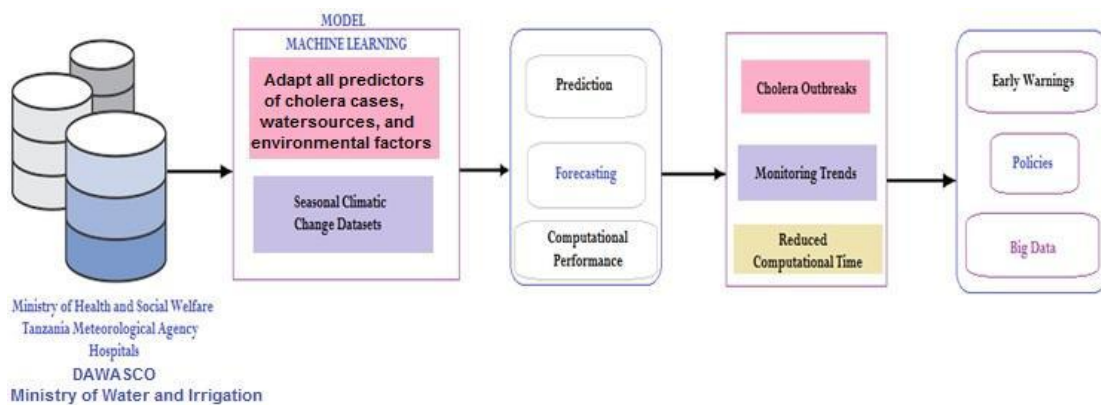 MODEL
MACHINE LEARNING
Adapt all predictors
of cholera cases,
watersources, and
environmental factors
Seasonal Climatic
Change Datasets
Prediction
Forecasting
Computational
Performance
Cholera Outbreaks
Monitoring Trends
Reduced
Computational Time
Early Warnings
Policies
Big Data
Ministry of Health and Social Welfare
Tanzania Meteorological Agency
Hospitals
DAWASCO
Ministry of Water and Irrigation